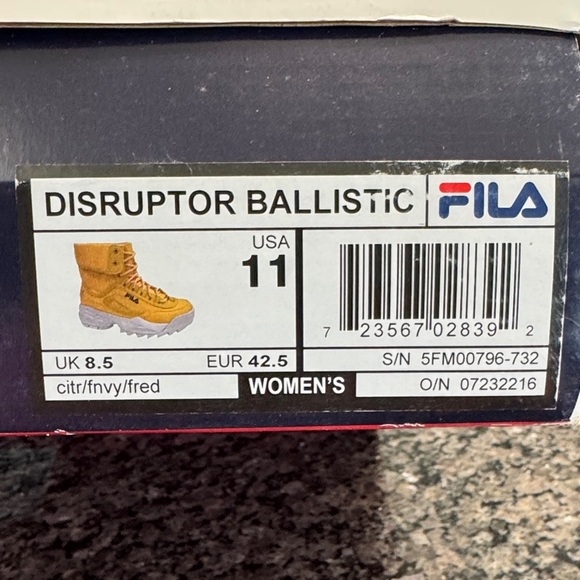 DISRUPTOR BALLISTIC
FILA
USA
11
FILA
UK 8.5 EUR 42.5
citr/fnvy/fred
WOMEN'S
7 23567 02839 2
S/N 5FM00796-732
O/N 07232216